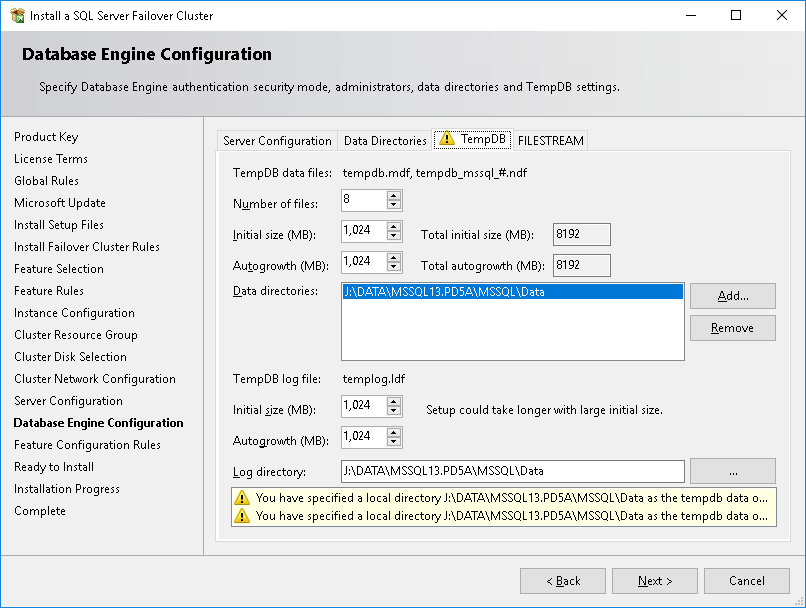 Install a SQL Server Failover Cluster
Database Engine Configuration
Specify Database Engine authentication security mode, administrators, data directories and TempDB settings.
Product Key
License Terms
Global Rules
Microsoft Update
Install Setup Files
Install Failover Cluster Rules
Feature Selection
Feature Rules
Instance Configuration
Cluster Resource Group
Cluster Disk Selection
Cluster Network Configuration
Server Configuration
Database Engine Configuration
Feature Configuration Rules
Ready to Install
Installation Progress
Complete
Server Configuration Data Directories TempDB FILESTREAM
TempDB data files: tempdb.mdf, tempdb_mssql_#.ndf
Number of files: 8
Initial size (MB): 1,024 Total initial size (MB): 8192
Autogrowth (MB): 1,024 Total autogrowth (MB): 8192
Data directories: J:\DATA\MSSQL13.PD5A\MSSQL\Data Add...
Remove
TempDB log file: templog.ldf
Initial size (MB): 1,024 Setup could take longer with large initial size.
Autogrowth (MB): 1,024
Log directory: J:\DATA\MSSQL13.PD5A\MSSQL\Data ...
You have specified a local directory J:\DATA\MSSQL13.PD5A\MSSQL\Data as the tempdb data o...
You have specified a local directory J:\DATA\MSSQL13.PD5A\MSSQL\Data as the tempdb data o...
< Back Next > Cancel